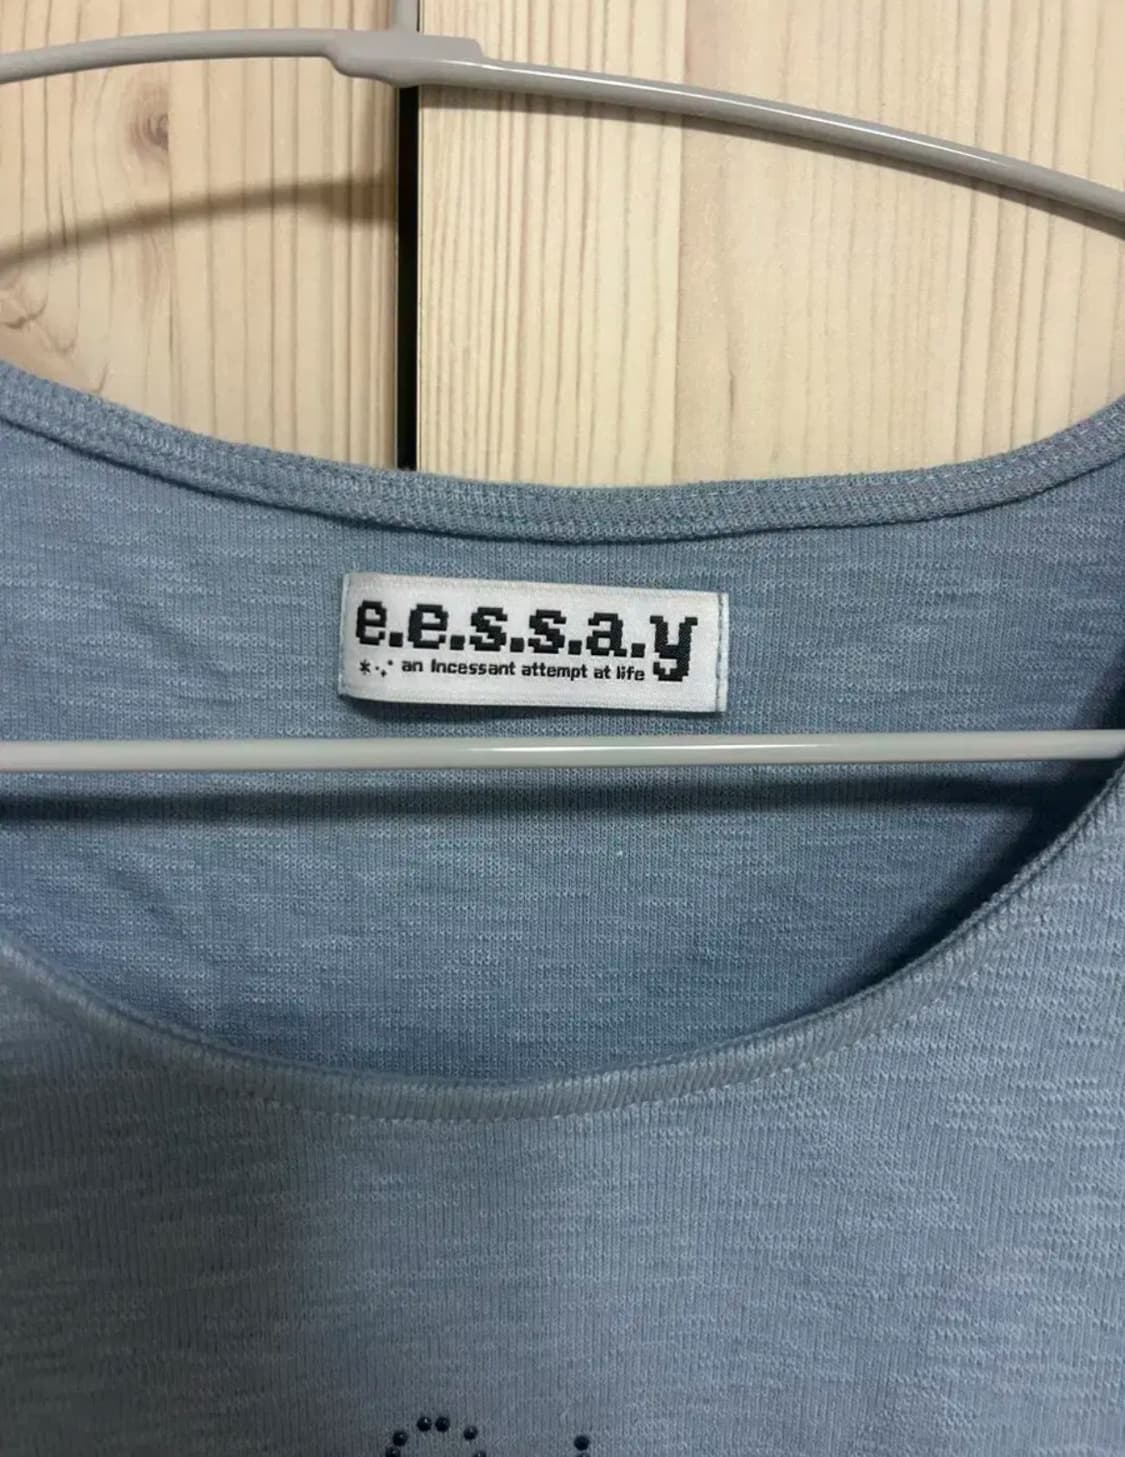 e.e.s.s.a.y
*･.,･* an Incessant attempt at life